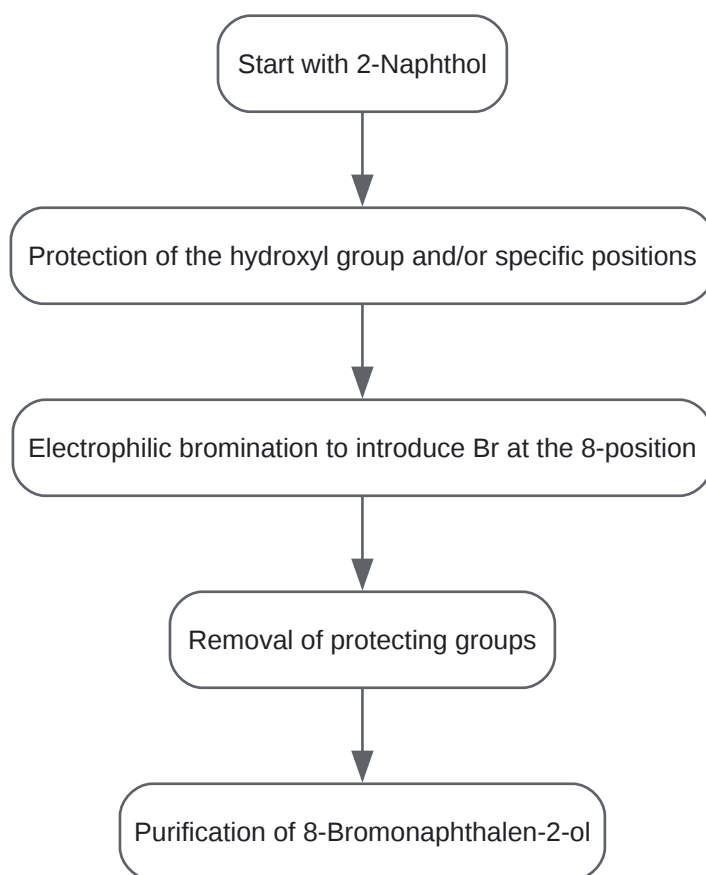 Start with 2-Naphthol
Protection of the hydroxyl group and/or specific positions
Electrophilic bromination to introduce Br at the 8-position
Removal of protecting groups
Purification of 8-Bromonaphthalen-2-ol